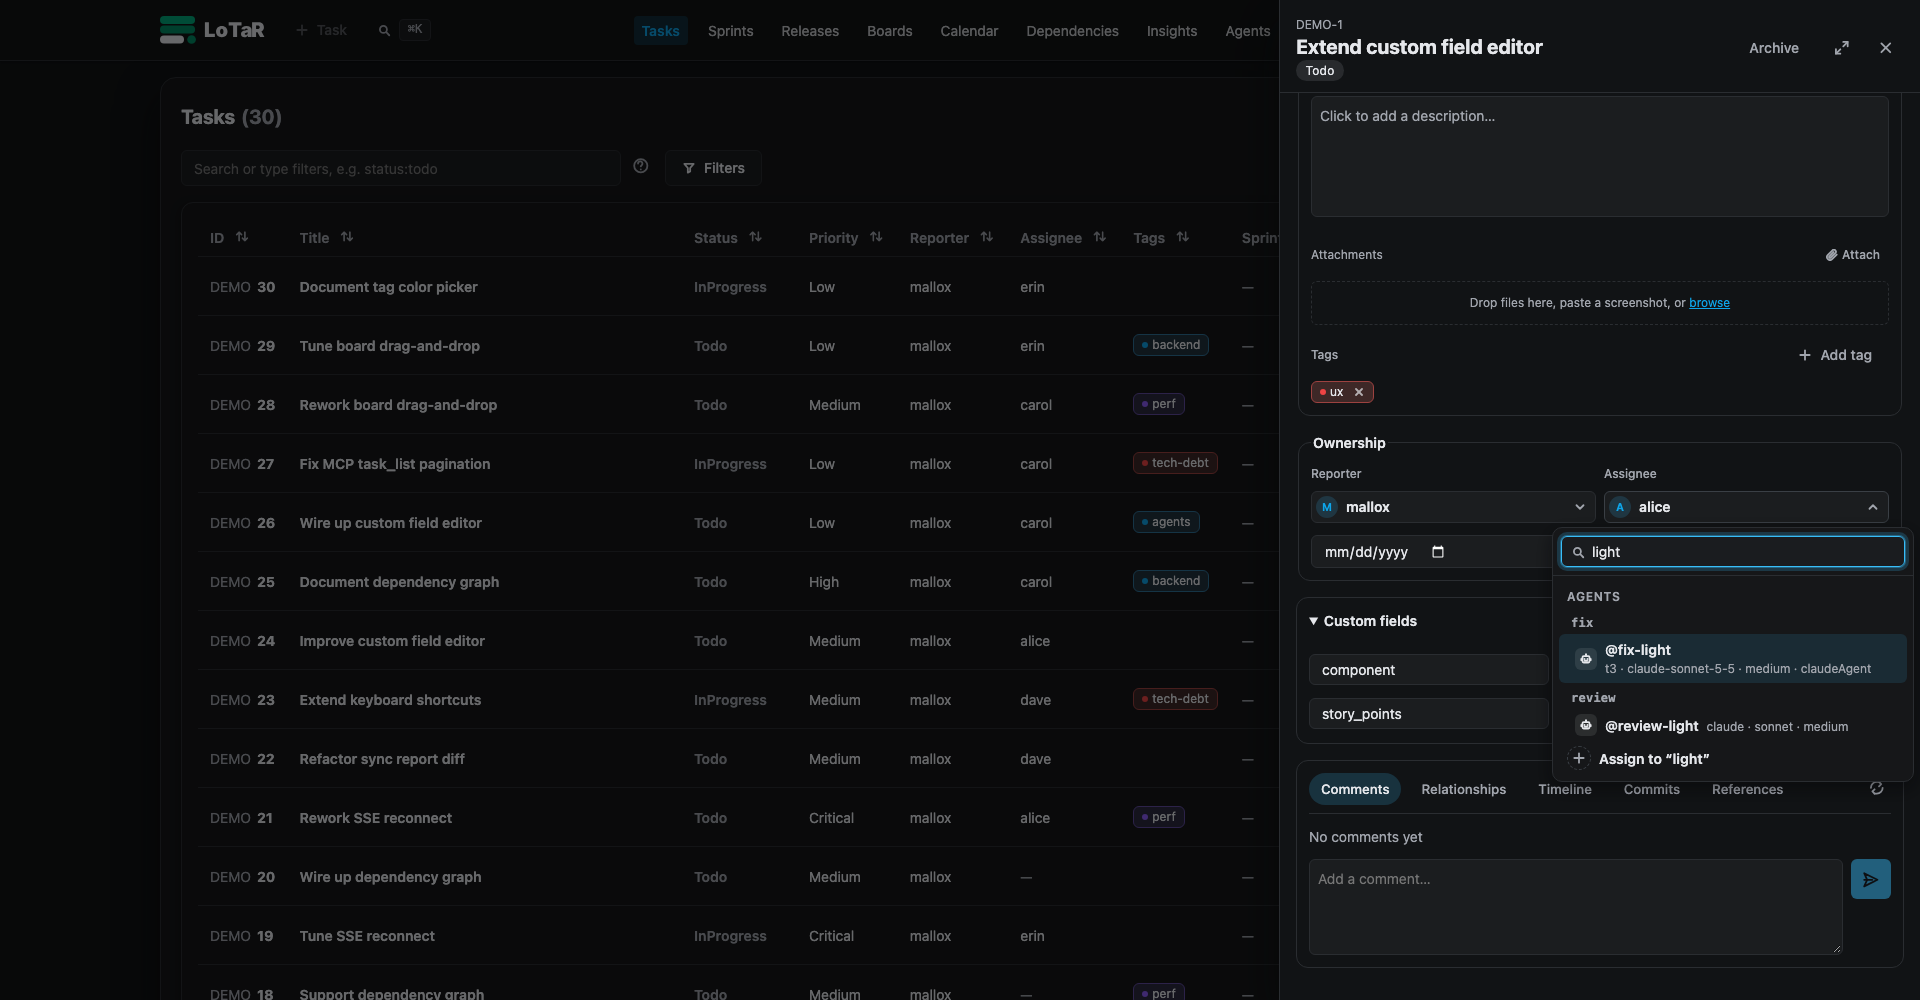 LoTaR
+ Task
⌘K
Tasks
Sprints
Releases
Boards
Calendar
Dependencies
Insights
Agents
Tasks (30)
Search or type filters, e.g. status:todo
Filters
ID Title Status Priority Reporter Assignee Tags Sprin
DEMO 30 Document tag color picker InProgress Low mallox erin —
DEMO 29 Tune board drag-and-drop Todo Low mallox erin backend —
DEMO 28 Rework board drag-and-drop Todo Medium mallox carol perf —
DEMO 27 Fix MCP task_list pagination InProgress Low mallox carol tech-debt —
DEMO 26 Wire up custom field editor Todo Low mallox carol agents —
DEMO 25 Document dependency graph Todo High mallox carol backend —
DEMO 24 Improve custom field editor Todo Medium mallox alice —
DEMO 23 Extend keyboard shortcuts InProgress Medium mallox dave tech-debt —
DEMO 22 Refactor sync report diff Todo Medium mallox dave —
DEMO 21 Rework SSE reconnect Todo Critical mallox alice perf —
DEMO 20 Wire up dependency graph Todo Medium mallox — —
DEMO 19 Tune SSE reconnect InProgress Critical mallox erin —
DEMO 18 Support dependency graph Todo Medium mallox — perf —
DEMO-1
Extend custom field editor
Todo
Archive
Click to add a description...
Attachments
Attach
Drop files here, paste a screenshot, or browse
Tags
+ Add tag
ux
Ownership
Reporter
Assignee
M mallox
A alice
mm/dd/yyyy
light
AGENTS
fix
@fix-light
t3 · claude-sonnet-5-5 · medium · claudeAgent
review
@review-light claude · sonnet · medium
+ Assign to “light”
Custom fields
component
story_points
Comments
Relationships
Timeline
Commits
References
No comments yet
Add a comment...